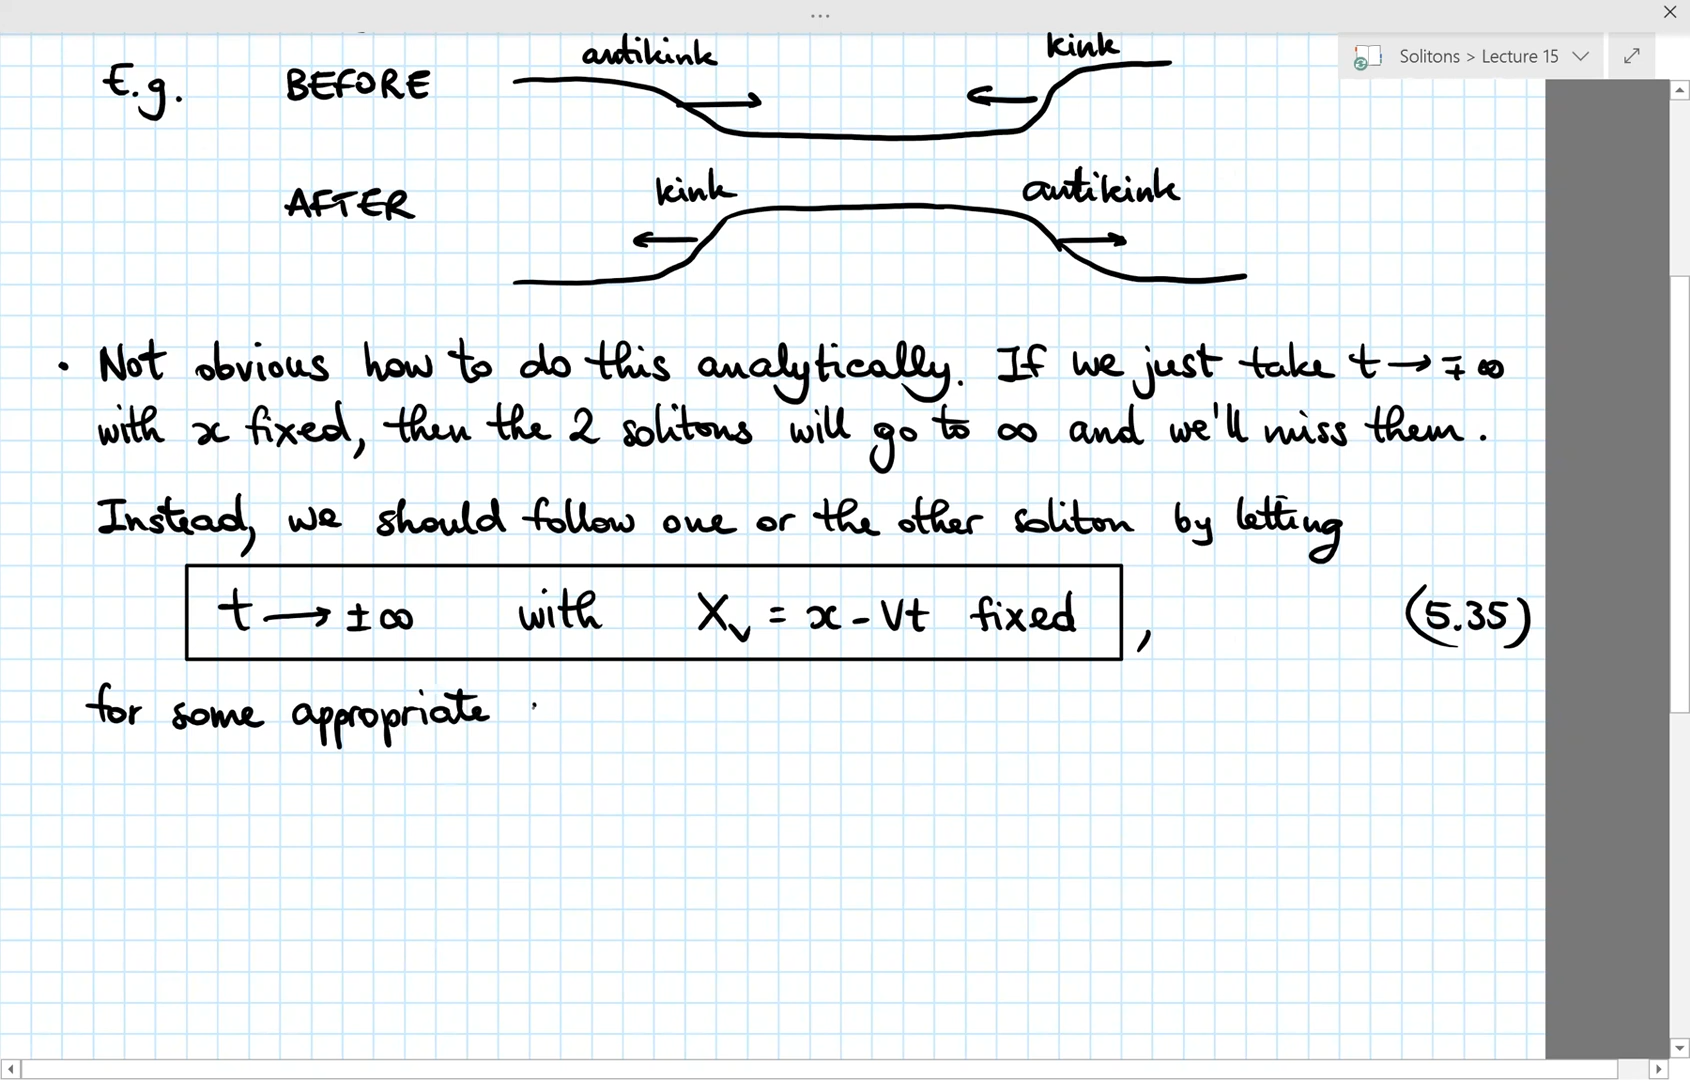 Solitons > Lecture 15
antikink kink
E.g. BEFORE
kink antikink
AFTER
· Not obvious how to do this analytically. If we just take t → ∓ ∞
with x fixed, then the 2 solitons will go to ∞ and we'll miss them.
Instead, we should follow one or the other soliton by letting
t → ± ∞ with X_V = x - Vt fixed , (5.35)
for some appropriate